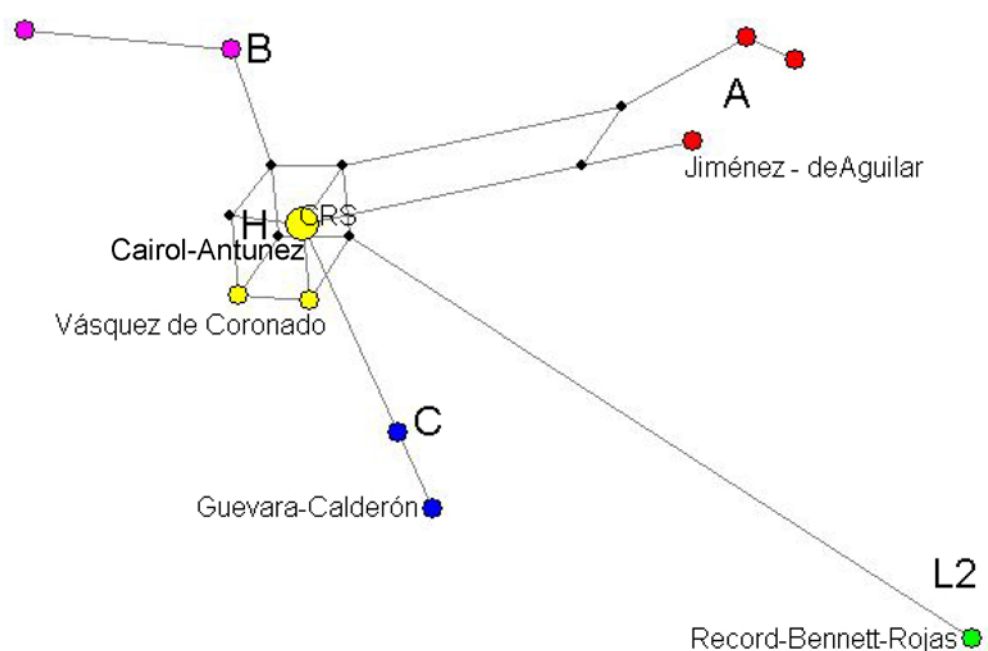 B
A
Jiménez - deAguilar
CRS
H
Cairol-Antunez
Vásquez de Coronado
C
Guevara-Calderón
L2
Record-Bennett-Rojas